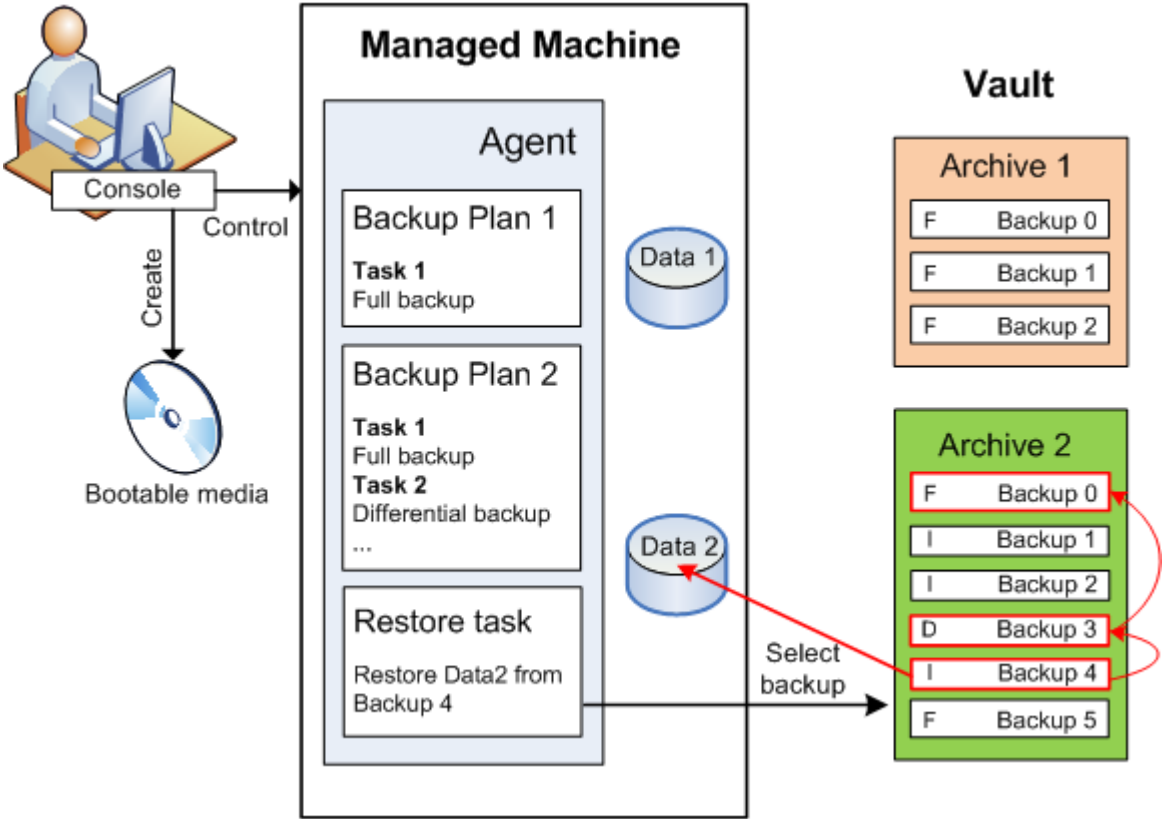 Console
Control
Create
Bootable media
Managed Machine
Agent
Backup Plan 1
Task 1
Full backup
Backup Plan 2
Task 1
Full backup
Task 2
Differential backup
...
Restore task
Restore Data2 from
Backup 4
Data 1
Data 2
Select
backup
Vault
Archive 1
F Backup 0
F Backup 1
F Backup 2
Archive 2
F Backup 0
I Backup 1
I Backup 2
D Backup 3
I Backup 4
F Backup 5